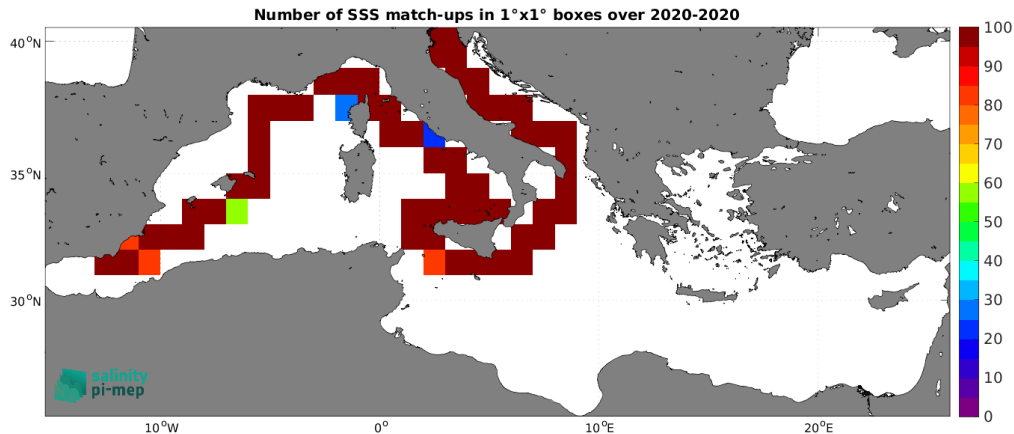 Number of SSS match-ups in 1°x1° boxes over 2020-2020
40°N
35°N
30°N
10°W
0°
10°E
20°E
100
90
80
70
60
50
40
30
20
10
0
salinity
pi-mep